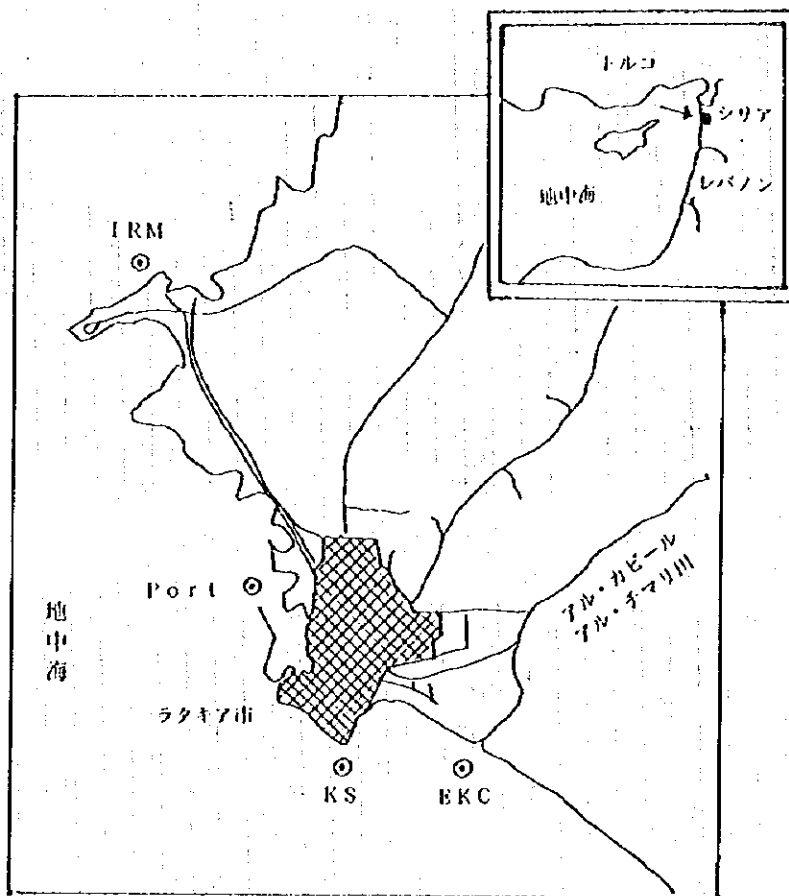 トルコ
シリア
レバノン
地中海
IRM
Port
地中海
ラタキア市
アル・カビール
アル・チマリ川
KS
EKC